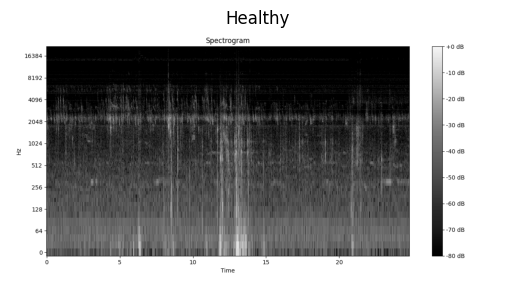 Healthy
Spectrogram
16384
8192
4096
2048
1024
512
256
128
64
0
Hz
0 5 10 15 20
Time
+0 dB
-10 dB
-20 dB
-30 dB
-40 dB
-50 dB
-60 dB
-70 dB
-80 dB